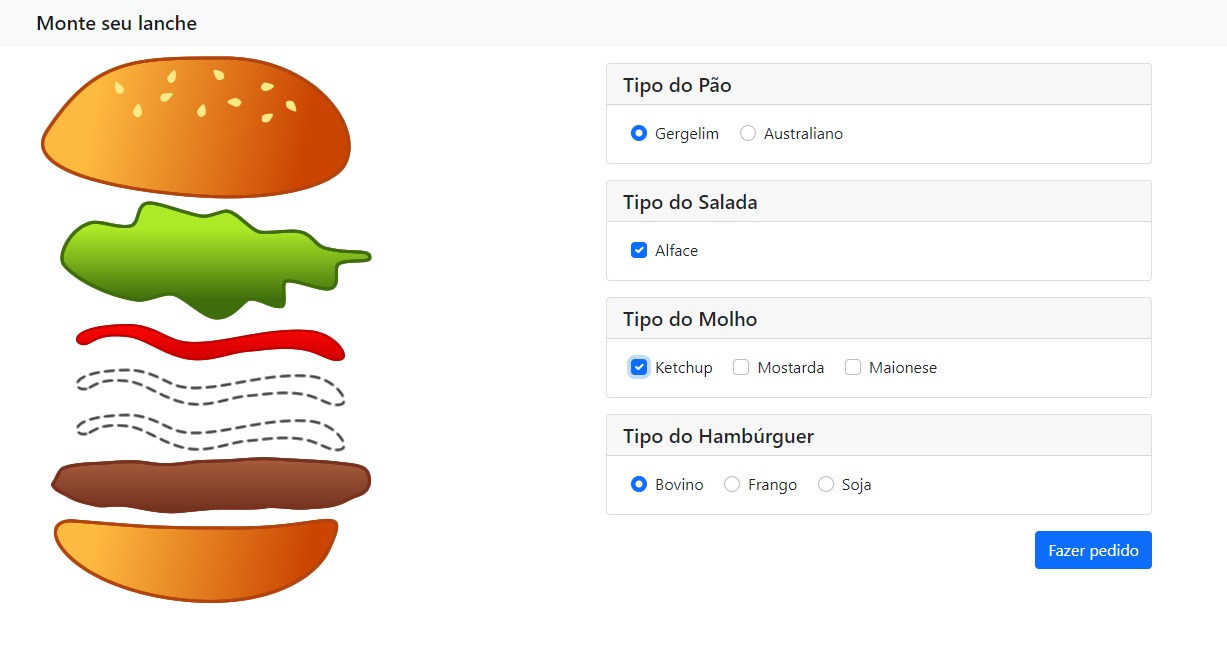 Monte seu lanche
Tipo do Pão
Gergelim Australiano
Tipo do Salada
Alface
Tipo do Molho
Ketchup Mostarda Maionese
Tipo do Hambúrguer
Bovino Frango Soja
Fazer pedido